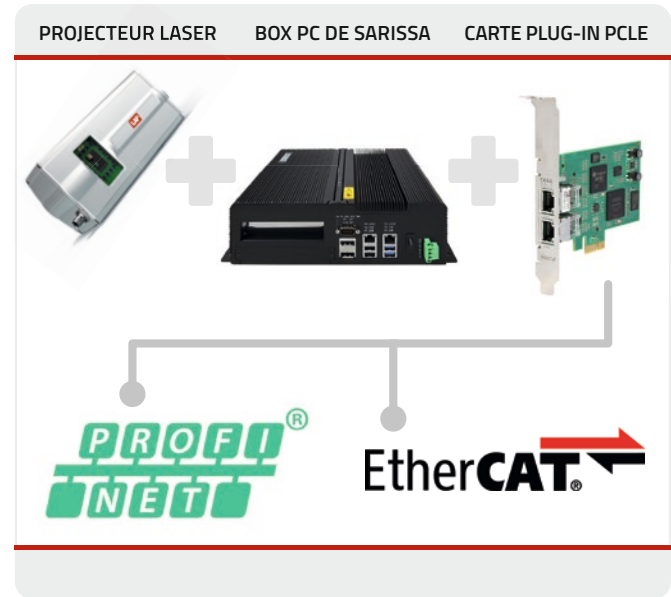 PROJECTEUR LASER BOX PC DE SARISSA CARTE PLUG-IN PCLE
PROFI®
NET
EtherCAT®